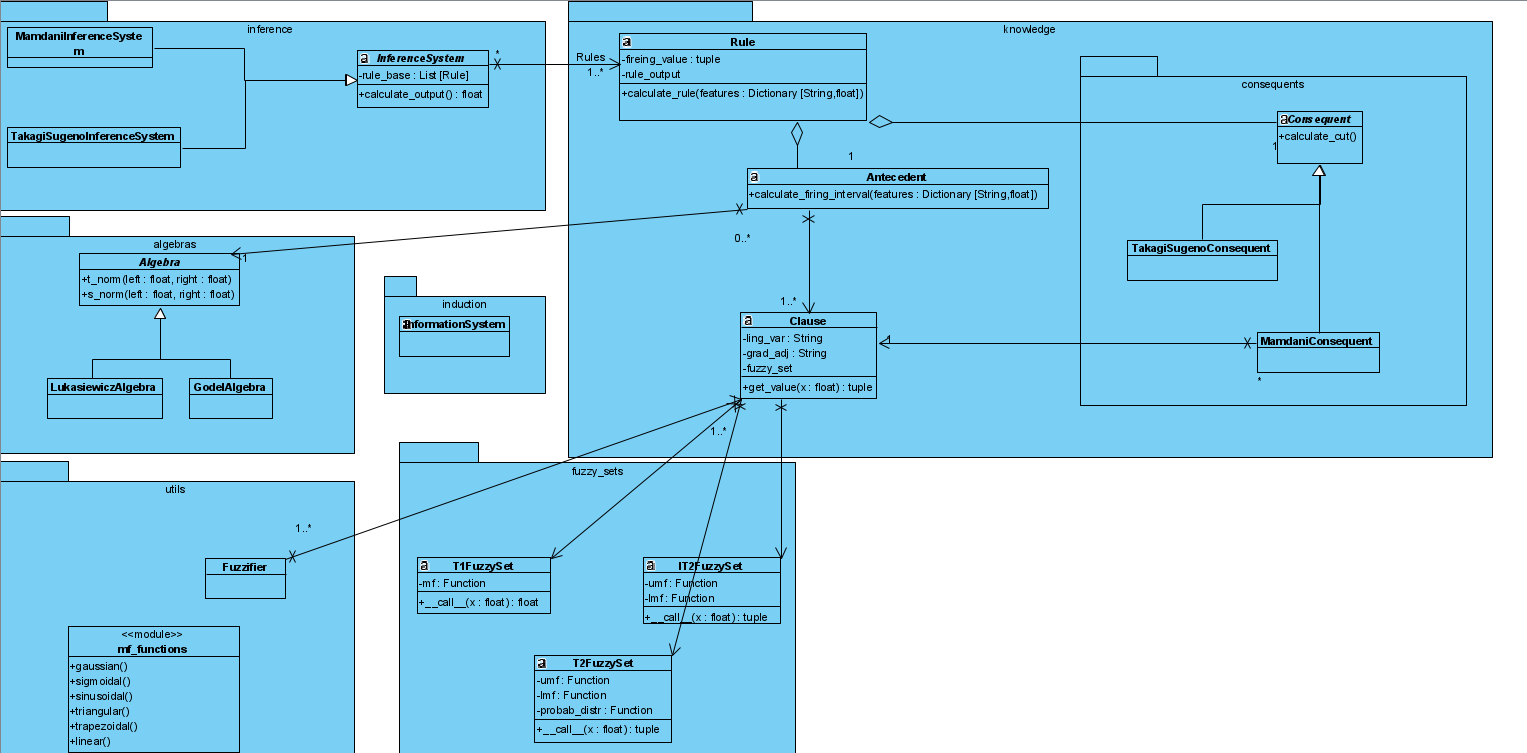 inference
MamdaniInferenceSyste
m
TakagiSugenoInferenceSystem
a InferenceSystem
-rule_base : List [Rule]
+calculate_output() : float
*
Rules
1..*
knowledge
a Rule
-fireing_value : tuple
-rule_output
+calculate_rule(features : Dictionary [String,float])
1
a Antecedent
+calculate_firing_interval(features : Dictionary [String,float])
0..*
1..*
consequents
a Consequent
+calculate_cut()
1
TakagiSugenoConsequent
MamdaniConsequent
*
1
a Clause
-ling_var : String
-grad_adj : String
-fuzzy_set
+get_value(x : float) : tuple
1..*
algebras
1
Algebra
+t_norm(left : float, right : float)
+s_norm(left : float, right : float)
LukasiewiczAlgebra
GodelAlgebra
induction
a InformationSystem
utils
1..*
Fuzzifier
<<module>>
mf_functions
+gaussian()
+sigmoidal()
+sinusoidal()
+triangular()
+trapezoidal()
+linear()
fuzzy_sets
a T1FuzzySet
-mf : Function
+__call__(x : float) : float
a IT2FuzzySet
-umf : Function
-lmf : Function
+__call__(x : float) : tuple
a T2FuzzySet
-umf : Function
-lmf : Function
-probab_distr : Function
+__call__(x : float) : tuple